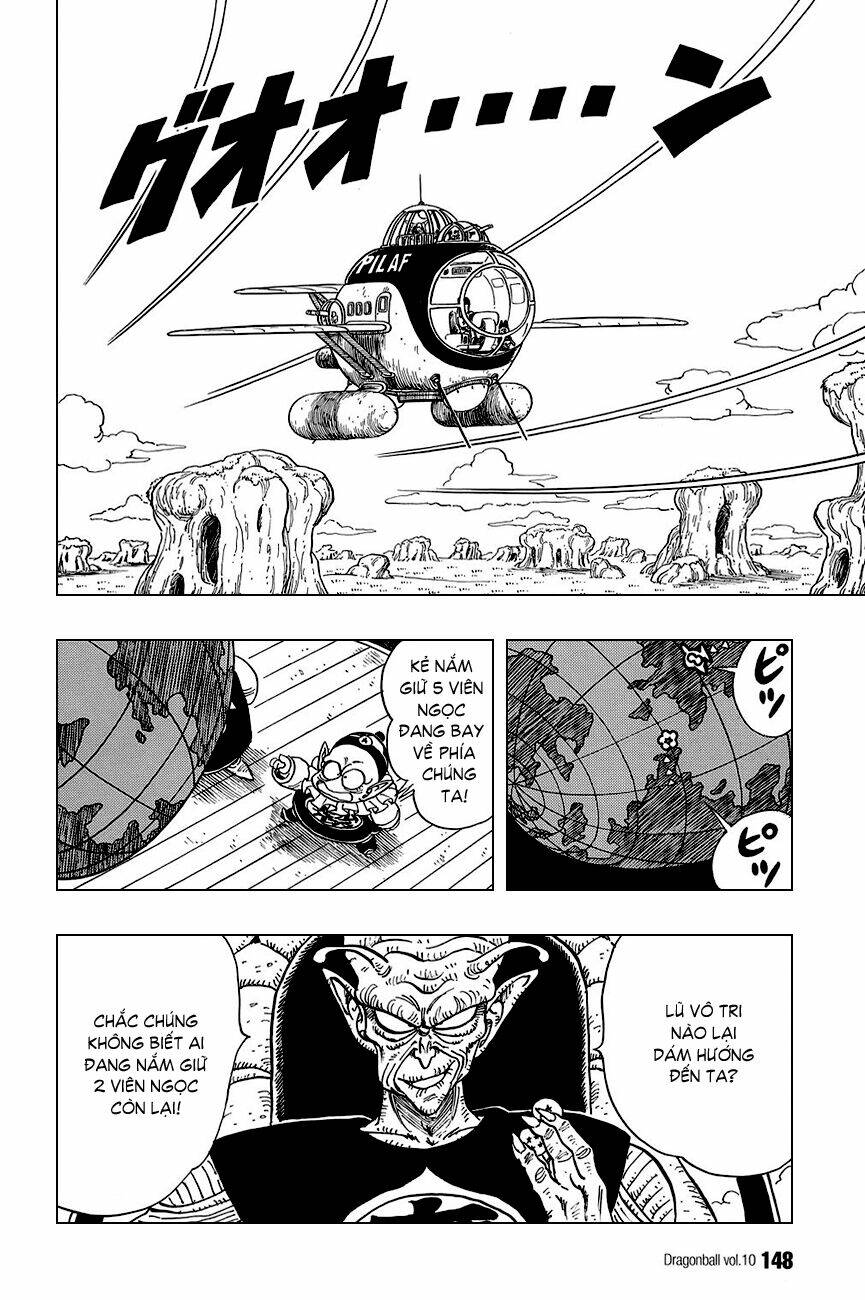 グオオ・・・・ン
PILAF
ピッ
ピッ
KẺ NẮM
GIỮ 5 VIÊN
NGỌC
ĐANG BAY
VỀ PHÍA
CHÚNG
TA!
LŨ VÔ TRI
NÀO LẠI
DÁM HƯỚNG
ĐẾN TA?
CHẮC CHÚNG
KHÔNG BIẾT AI
ĐANG NẮM GIỮ
2 VIÊN NGỌC
CÒN LẠI!
Dragonball vol.10 148